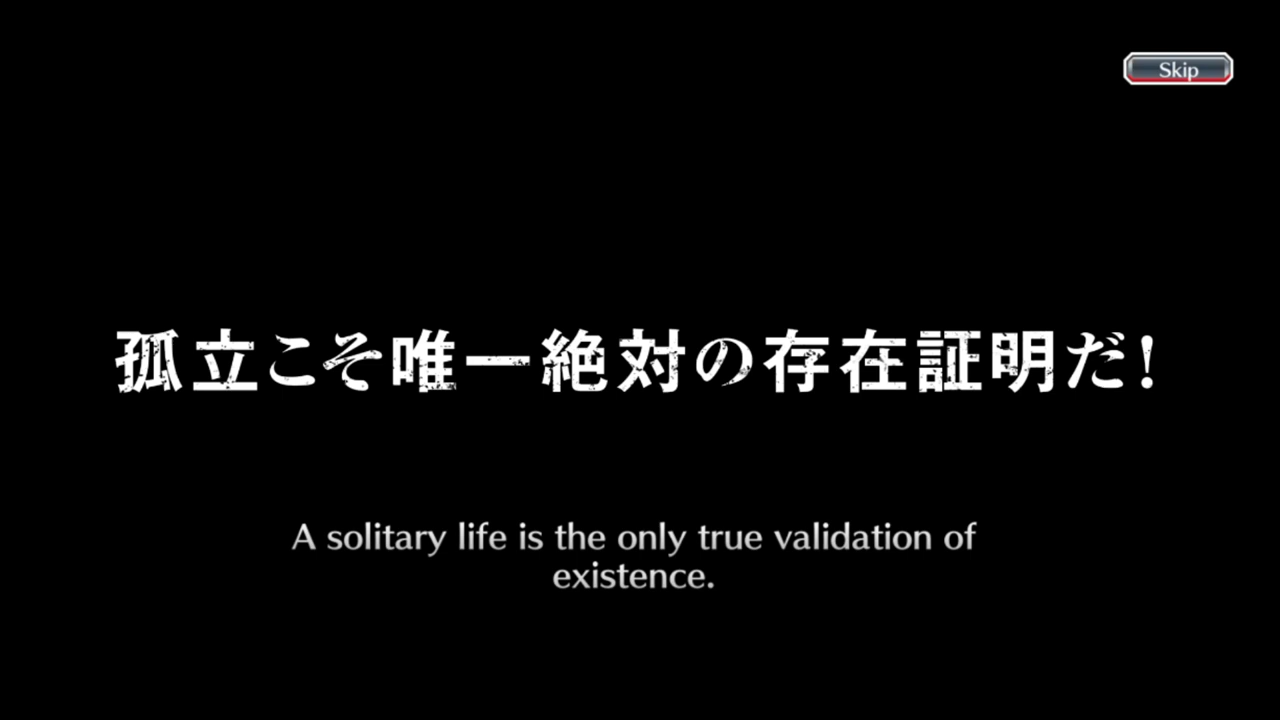 Skip
孤立こそ唯一絶対の存在証明だ!
A solitary life is the only true validation of
existence.